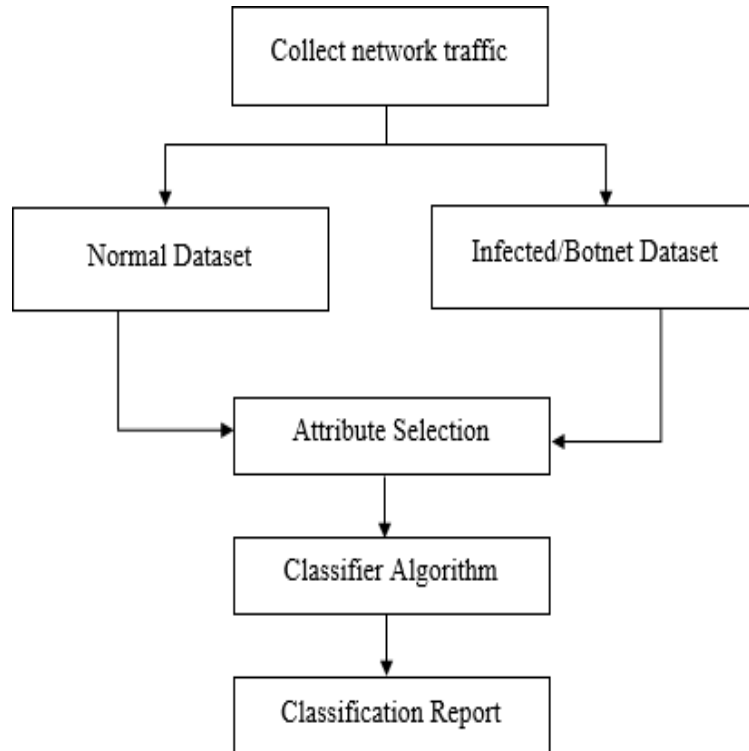 Collect network traffic
Normal Dataset
Infected/Botnet Dataset
Attribute Selection
Classifier Algorithm
Classification Report